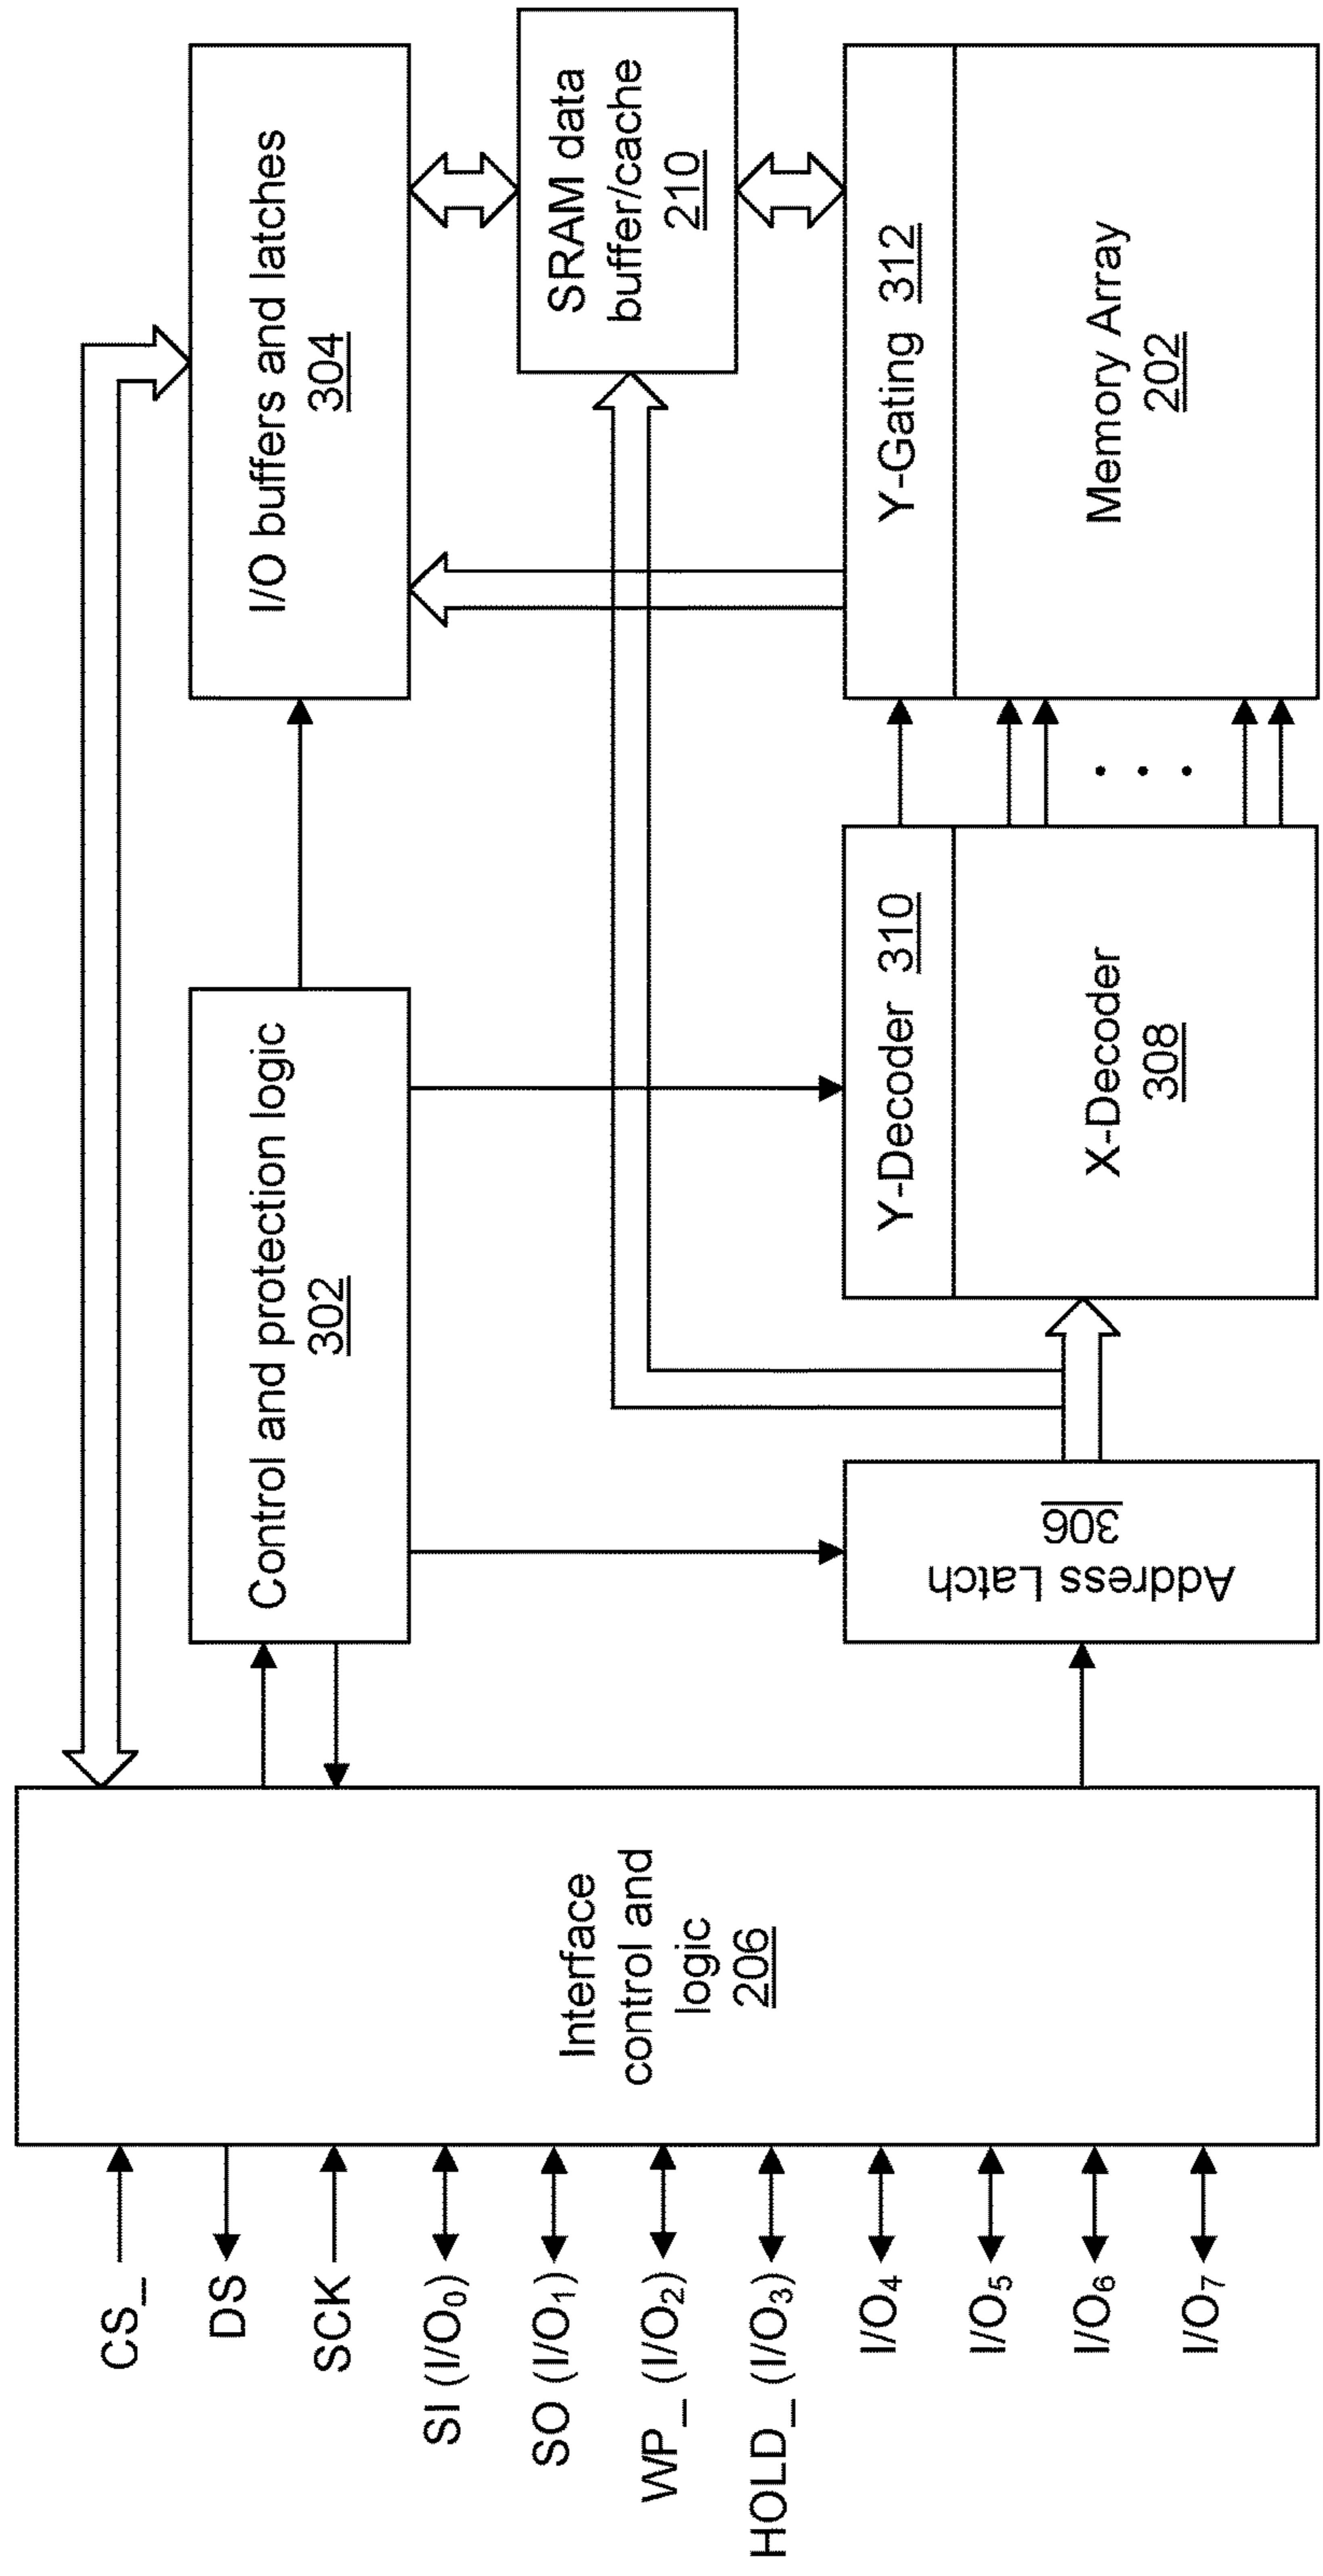 CS_
DS
SCK
SI (I/O₀)
SO (I/O₁)
WP_ (I/O₂)
HOLD_ (I/O₃)
I/O₄
I/O₅
I/O₆
I/O₇
Interface
control and
logic
206
Control and protection logic
302
I/O buffers and latches
304
SRAM data
buffer/cache
210
Address Latch
306
Y-Decoder 310
X-Decoder
308
Y-Gating 312
Memory Array
202